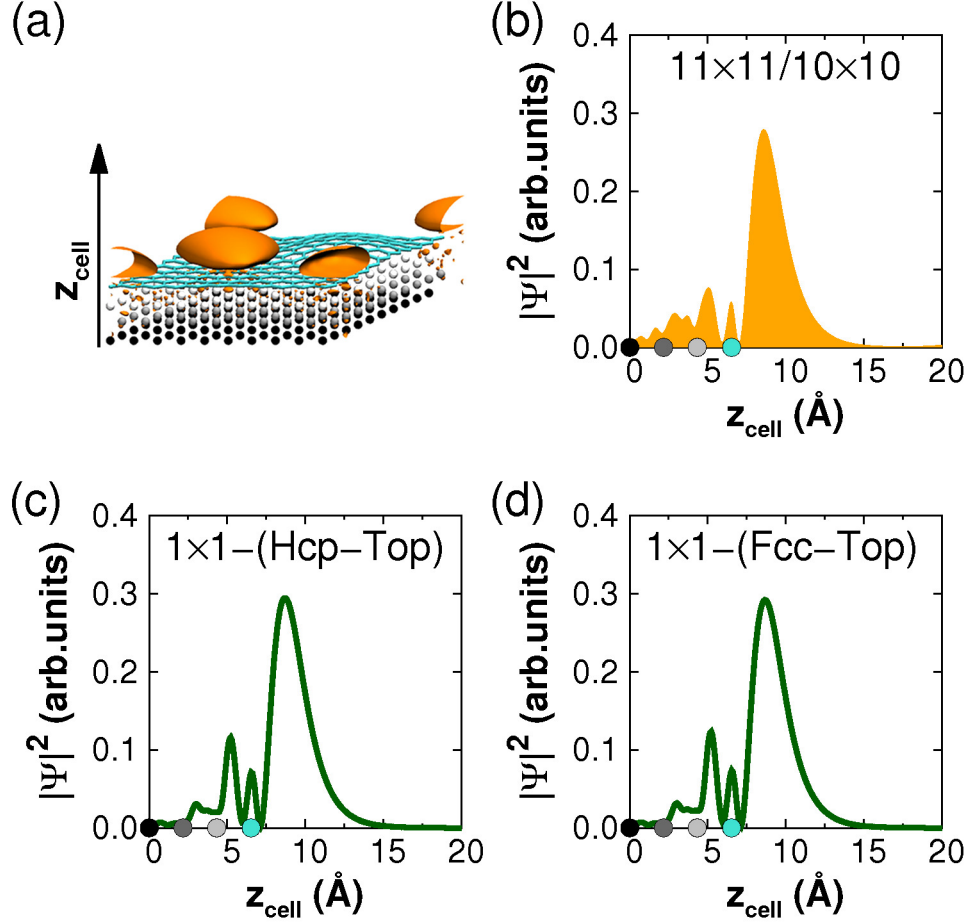 (a)
z_cell
(b)
11×11/10×10
|Ψ|² (arb.units)
0.4
0.3
0.2
0.1
0.0
0 5 10 15 20
z_cell (Å)
(c)
1×1−(Hcp−Top)
|Ψ|² (arb.units)
0.4
0.3
0.2
0.1
0.0
0 5 10 15 20
z_cell (Å)
(d)
1×1−(Fcc−Top)
|Ψ|² (arb.units)
0.4
0.3
0.2
0.1
0.0
0 5 10 15 20
z_cell (Å)